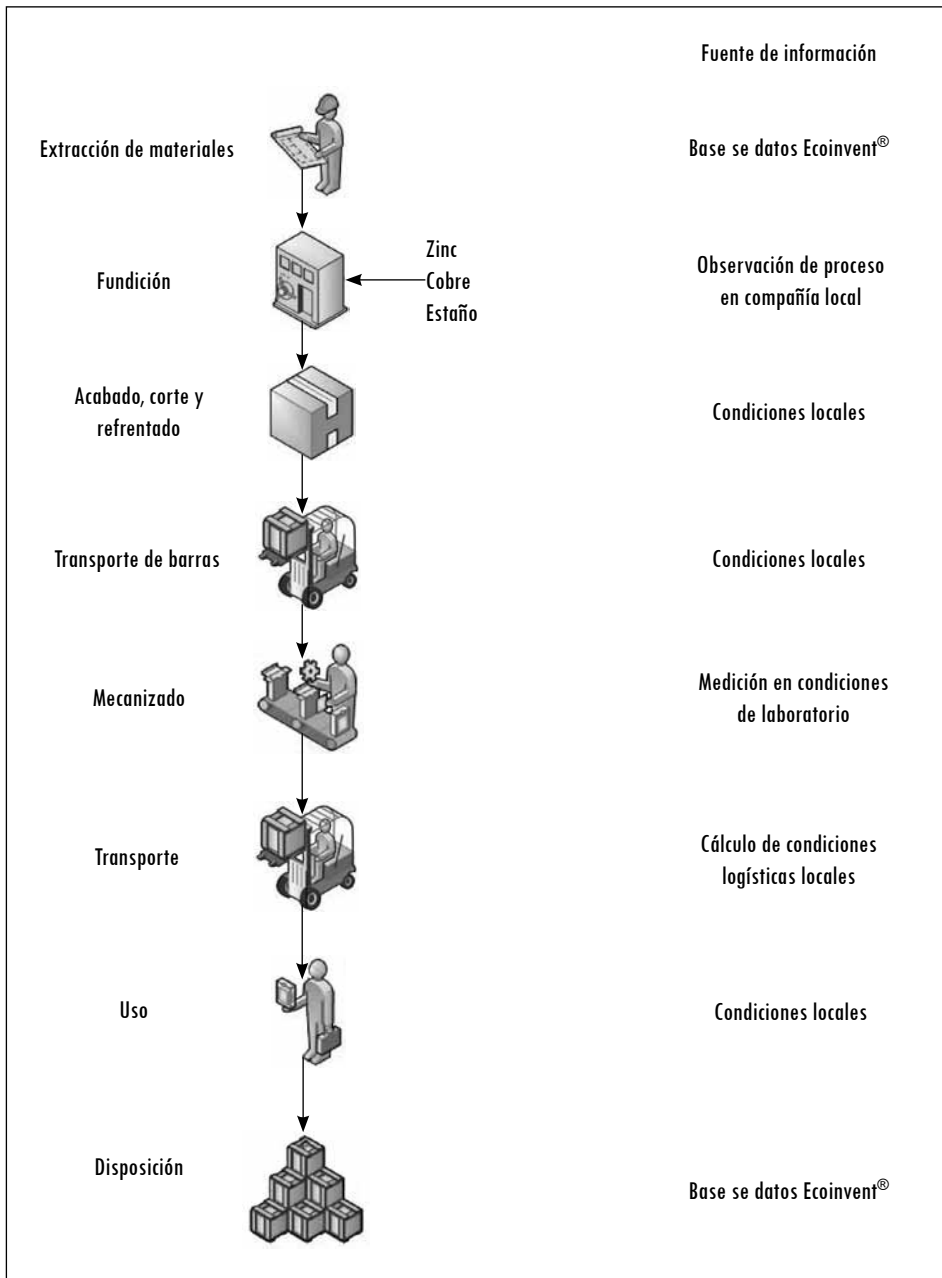 Fuente de información
Extracción de materiales
Base se datos Ecoinvent®
Fundición
Zinc
Cobre
Estaño
Observación de proceso
en compañía local
Acabado, corte y
refrentado
Condiciones locales
Transporte de barras
Condiciones locales
Mecanizado
Medición en condiciones
de laboratorio
Transporte
Cálculo de condiciones
logísticas locales
Uso
Condiciones locales
Disposición
Base se datos Ecoinvent®